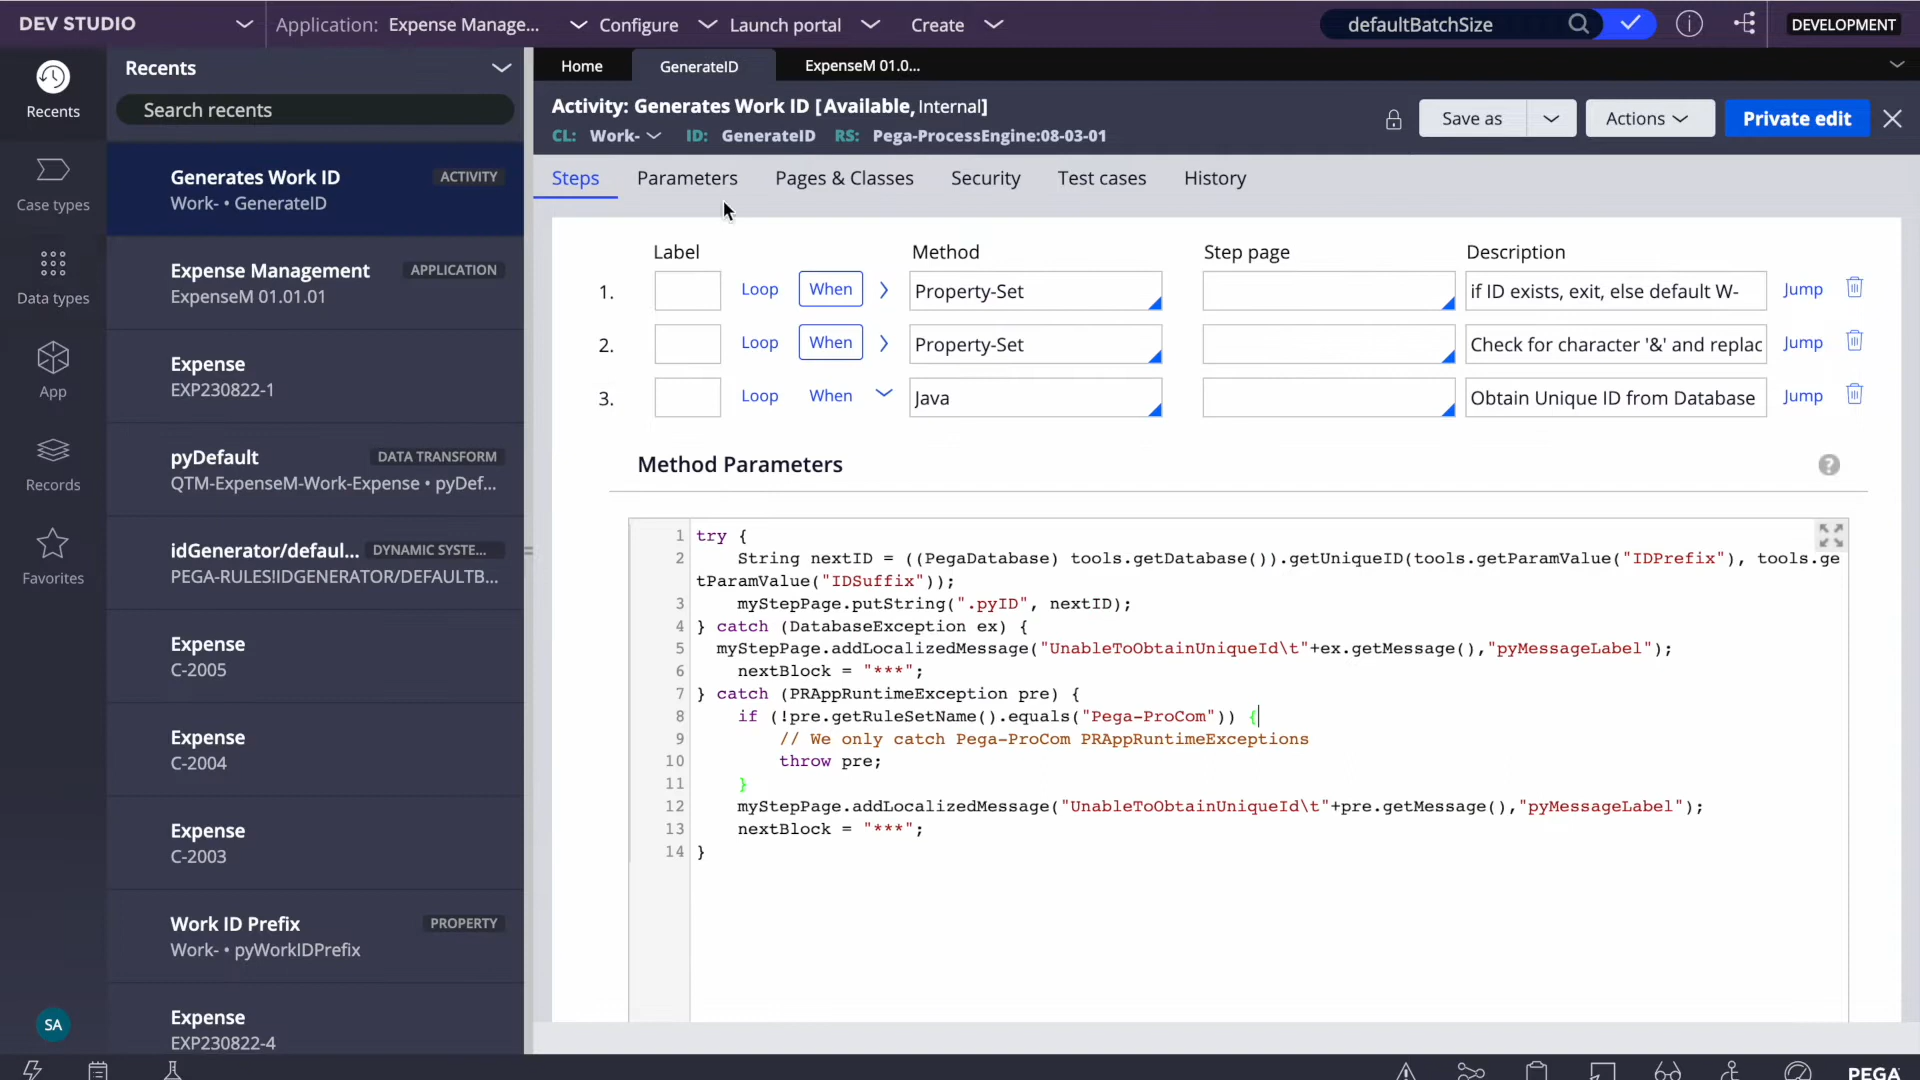 DEV STUDIO
Application: Expense Manage...
Configure
Launch portal
Create
defaultBatchSize
DEVELOPMENT
Recents
Case types
Data types
App
Records
Favorites
SA
Recents
Search recents
Generates Work ID ACTIVITY
Work- • GenerateID
Expense Management APPLICATION
ExpenseM 01.01.01
Expense
EXP230822-1
pyDefault DATA TRANSFORM
QTM-ExpenseM-Work-Expense • pyDef...
idGenerator/defaul... DYNAMIC SYSTE...
PEGA-RULES!IDGENERATOR/DEFAULTB...
Expense
C-2005
Expense
C-2004
Expense
C-2003
Work ID Prefix PROPERTY
Work- • pyWorkIDPrefix
Expense
EXP230822-4
Home GenerateID ExpenseM 01.0...
Activity: Generates Work ID [Available, Internal]
CL: Work- ID: GenerateID RS: Pega-ProcessEngine:08-03-01
Save as Actions Private edit
Steps Parameters Pages & Classes Security Test cases History
Label Method Step page Description
1. Loop When Property-Set if ID exists, exit, else default W- Jump
2. Loop When Property-Set Check for character '&' and replac Jump
3. Loop When Java Obtain Unique ID from Database Jump
Method Parameters
?
1 try {
2 String nextID = ((PegaDatabase) tools.getDatabase()).getUniqueID(tools.getParamValue("IDPrefix"), tools.ge
tParamValue("IDSuffix"));
3 myStepPage.putString(".pyID", nextID);
4 } catch (DatabaseException ex) {
5 myStepPage.addLocalizedMessage("UnableToObtainUniqueId\t"+ex.getMessage(),"pyMessageLabel");
6 nextBlock = "***";
7 } catch (PRAppRuntimeException pre) {
8 if (!pre.getRuleSetName().equals("Pega-ProCom")) {
9 // We only catch Pega-ProCom PRAppRuntimeExceptions
10 throw pre;
11 }
12 myStepPage.addLocalizedMessage("UnableToObtainUniqueId\t"+pre.getMessage(),"pyMessageLabel");
13 nextBlock = "***";
14 }
PEGA